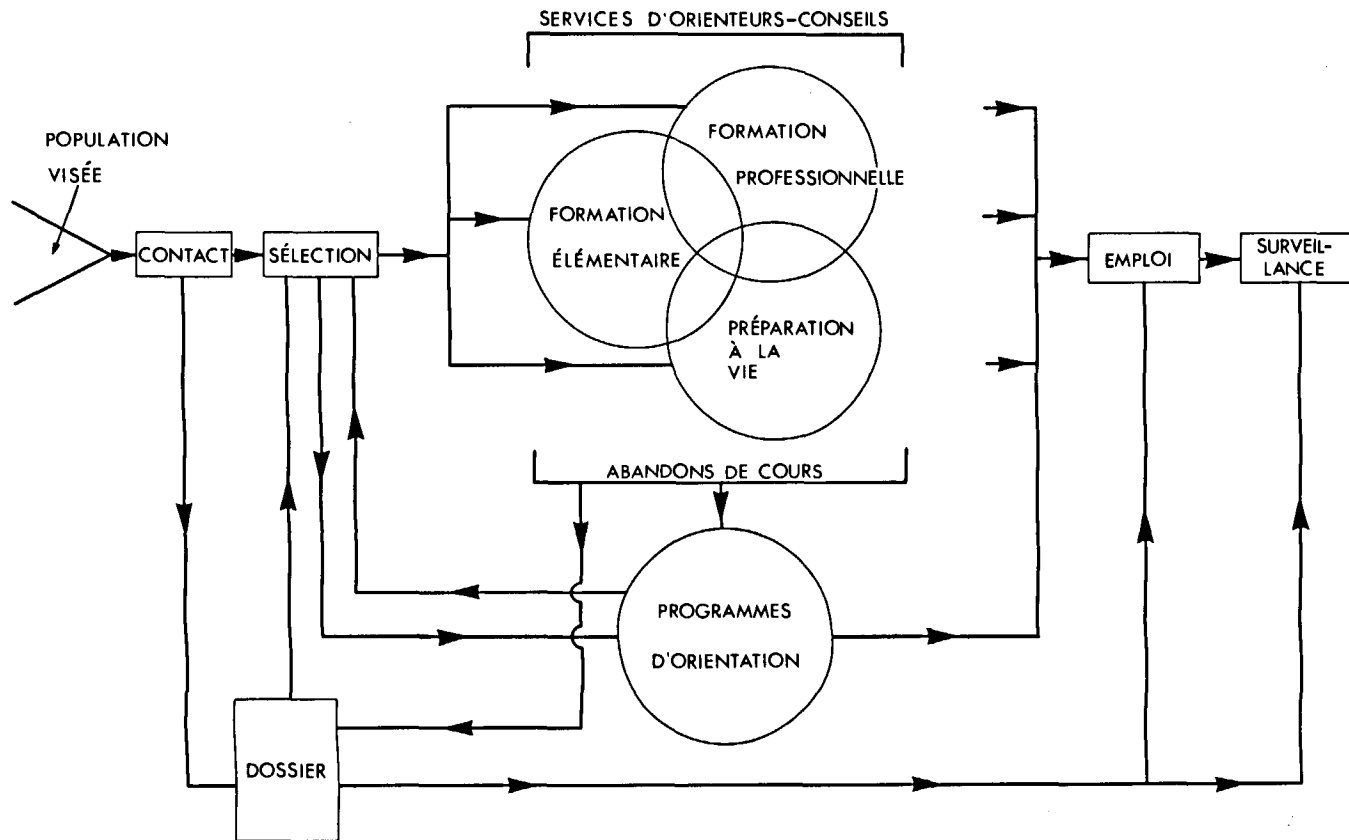 SERVICES D'ORIENTEURS-CONSEILS
POPULATION
VISÉE
FORMATION
PROFESSIONNELLE
FORMATION
ÉLÉMENTAIRE
CONTACT
SÉLECTION
EMPLOI
SURVEIL-
LANCE
PRÉPARATION
À LA
VIE
ABANDONS DE COURS
PROGRAMMES
D'ORIENTATION
DOSSIER